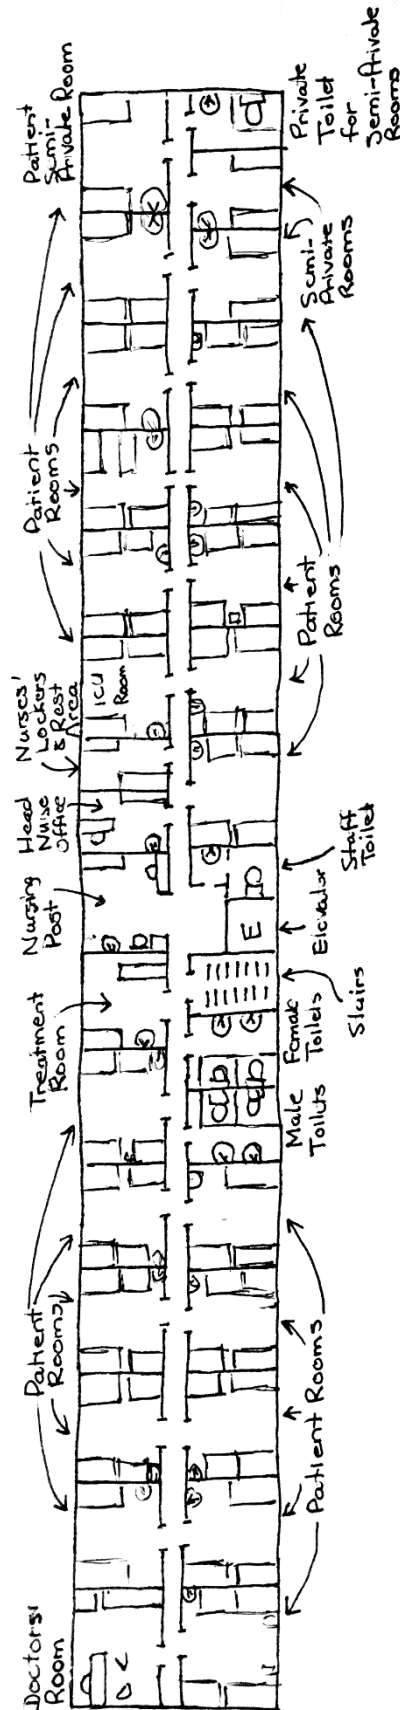 Patient
Semi-
Private Room
Private
Toilet
for
Semi-Private
Rooms
Semi-
Private
Rooms
Patient
Rooms
Patient
Rooms
Nurses'
Lockers
& Rest
Area
ICU
Room
Head
Nurse
Office
Nursing
Post
Staff
Toilet
E
Elevator
Stairs
Treatment
Room
Female
Toilets
Male
Toilets
Patient
Rooms
Patient Rooms
Doctors'
Room